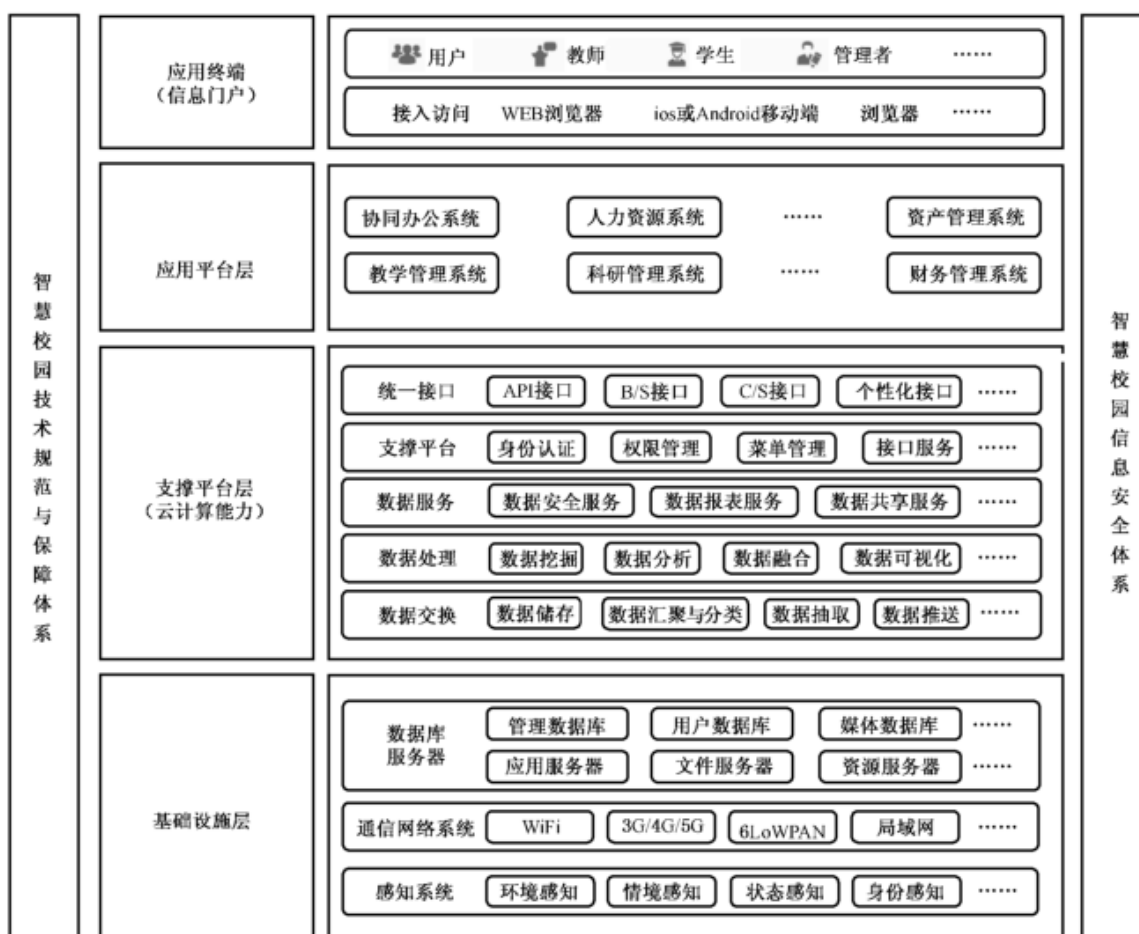 智慧校园技术规范与保障体系
应用终端
（信息门户）
用户 教师 学生 管理者 ……
接入访问 WEB浏览器 ios或Android移动端 浏览器 ……
应用平台层
协同办公系统 人力资源系统 …… 资产管理系统
教学管理系统 科研管理系统 …… 财务管理系统
支撑平台层
（云计算能力）
统一接口 API接口 B/S接口 C/S接口 个性化接口 ……
支撑平台 身份认证 权限管理 菜单管理 接口服务 ……
数据服务 数据安全服务 数据报表服务 数据共享服务 ……
数据处理 数据挖掘 数据分析 数据融合 数据可视化 ……
数据交换 数据储存 数据汇聚与分类 数据抽取 数据推送 ……
基础设施层
数据库
服务器
管理数据库 用户数据库 媒体数据库 ……
应用服务器 文件服务器 资源服务器 ……
通信网络系统 WiFi 3G/4G/5G 6LoWPAN 局域网 ……
感知系统 环境感知 情境感知 状态感知 身份感知 ……
智慧校园信息安全体系